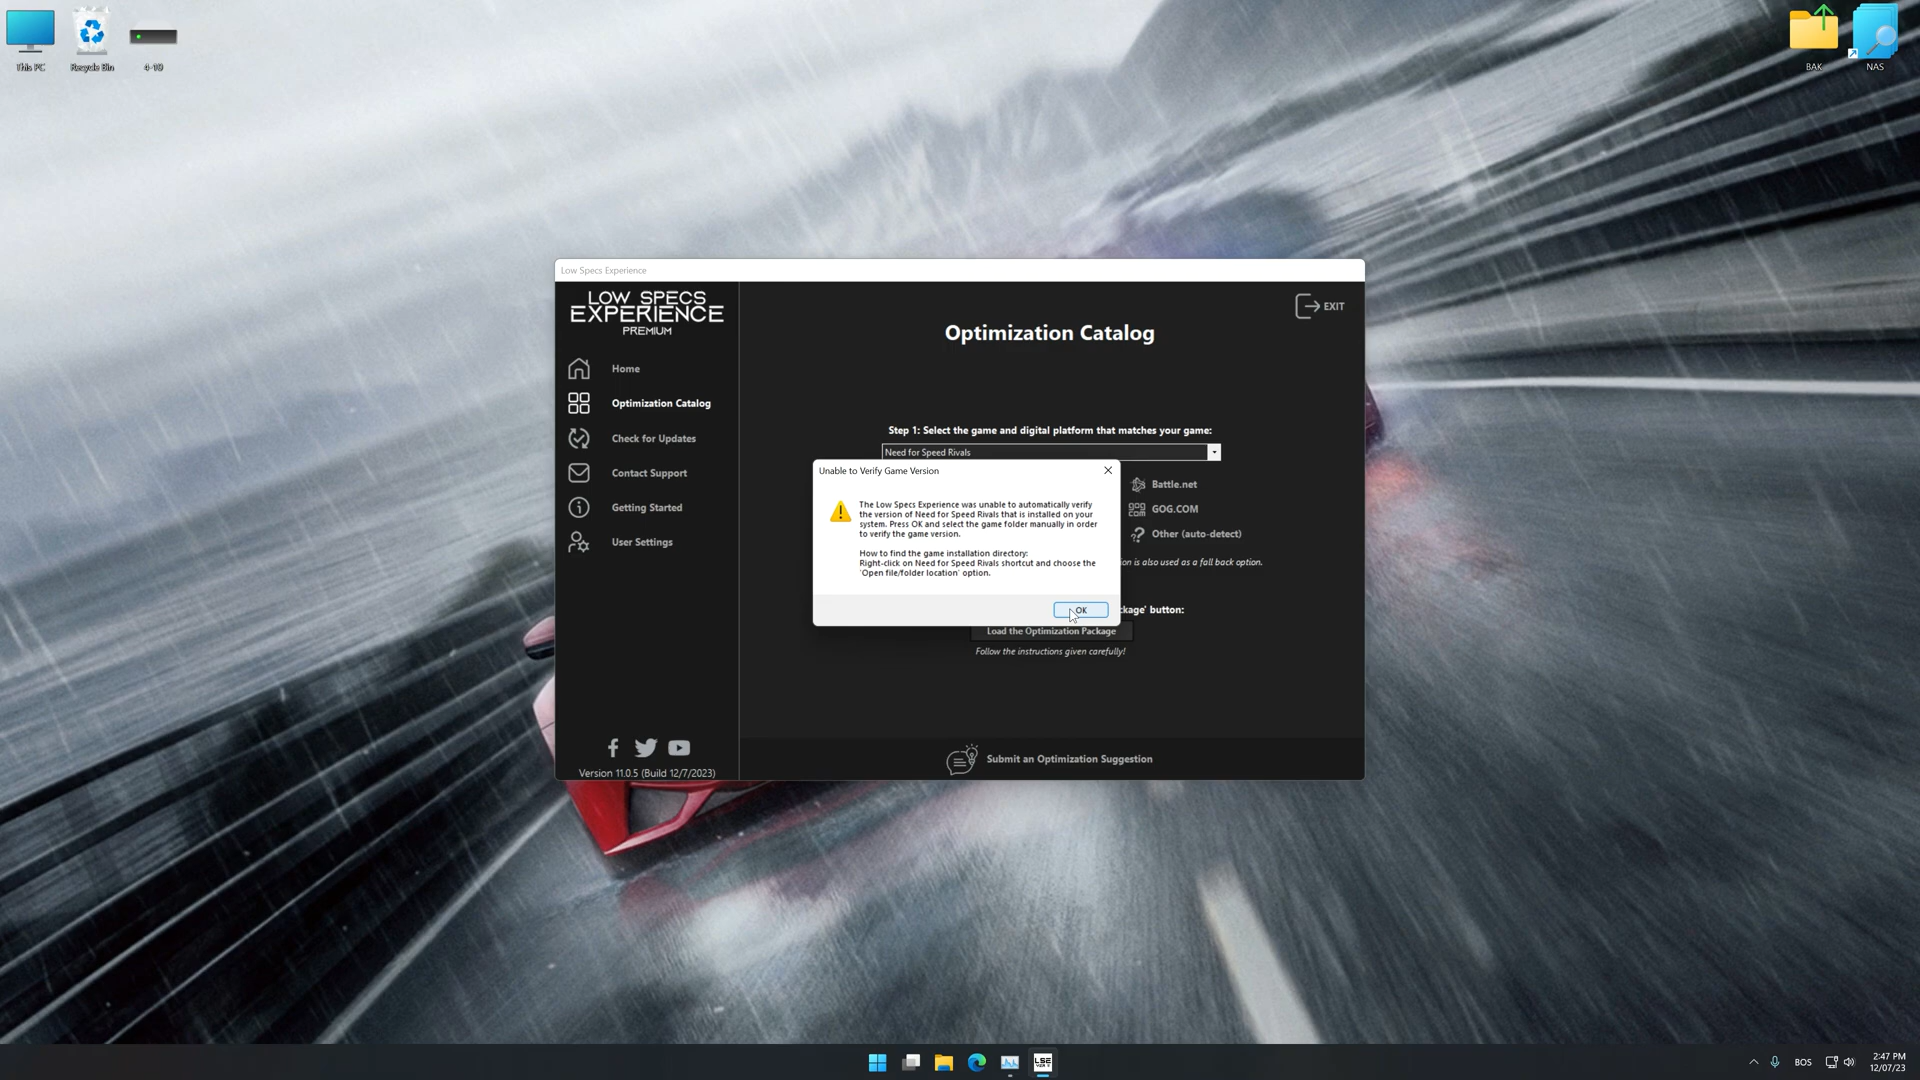 This PC
Recycle Bin
4-10
BAK
NAS
Low Specs Experience
LOW SPECS
EXPERIENCE
PREMIUM
EXIT
Optimization Catalog
Home
Optimization Catalog
Check for Updates
Contact Support
Getting Started
User Settings
Step 1: Select the game and digital platform that matches your game:
Need for Speed Rivals
Battle.net
GOG.COM
Other (auto-detect)
ion is also used as a fall back option.
Unable to Verify Game Version
The Low Specs Experience was unable to automatically verify
the version of Need for Speed Rivals that is installed on your
system. Press OK and select the game folder manually in order
to verify the game version.
How to find the game installation directory:
Right-click on Need for Speed Rivals shortcut and choose the
'Open file/folder location' option.
OK
kage' button:
Load the Optimization Package
Follow the instructions given carefully!
Submit an Optimization Suggestion
Version 11.0.5 (Build 12/7/2023)
LSE
BOS
2:47 PM
12/07/23